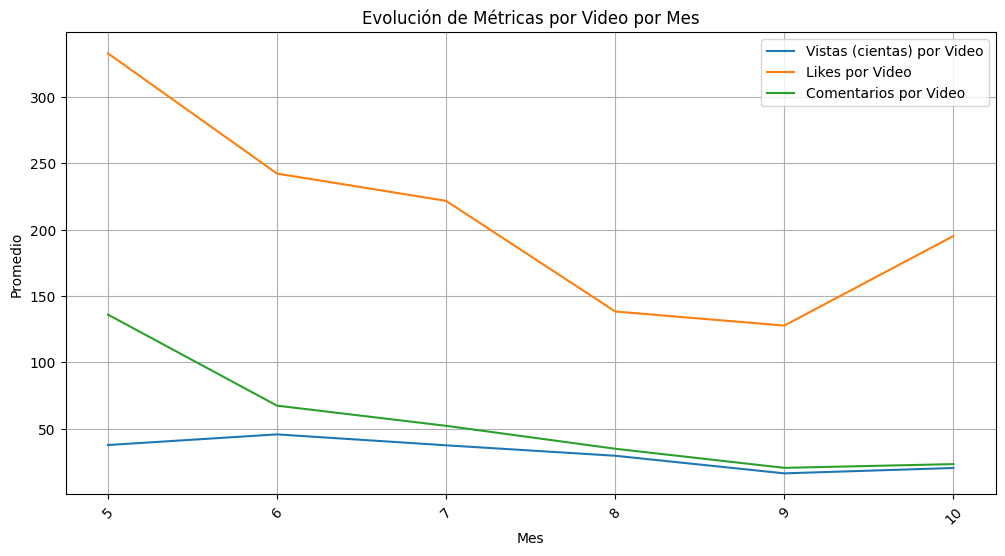 Evolución de Métricas por Video por Mes
Vistas (cientas) por Video
Likes por Video
Comentarios por Video
Promedio
300
250
200
150
100
50
5
6
7
8
9
10
Mes